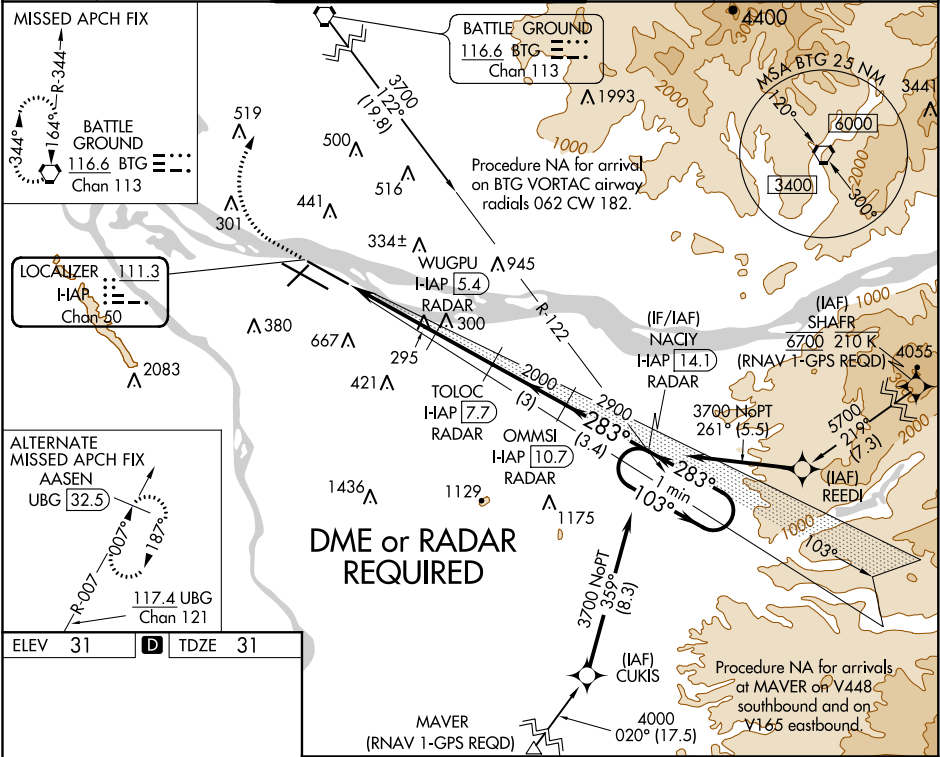 MISSED APCH FIX
R-344
344°
164°
BATTLE
GROUND
116.6 BTG
Chan 113
BATTLE GROUND
116.6 BTG
Chan 113
3700
122°
(19.8)
R-122
4400
3000
2000
1000
1993
3441
MSA BTG 25 NM
120°
6000
3400
300°
2000
Procedure NA for arrival
on BTG VORTAC airway
radials 062 CW 182.
519
500
516
441
301
334±
945
LOCALIZER 111.3
I-IAP
Chan 50
2083
380
667
295
300
421
1436
1129
1175
WUGPU
I-IAP 5.4
RADAR
TOLOC
I-IAP 7.7
RADAR
OMMSI
I-IAP 10.7
RADAR
2000
(3)
2900
(3.4)
283°
(IF/IAF)
NACIY
I-IAP 14.1
RADAR
283°
1 min
103°
103°
3700 NoPT
261° (5.5)
(IAF)
SHAFR
6700 210 K
(RNAV 1-GPS REQD)
1000
4055
2000
5700
219°
(7.3)
(IAF)
REEDI
1000
DME or RADAR
REQUIRED
3700 NoPT
359°
(8.3)
(IAF)
CUKIS
MAVER
(RNAV 1-GPS REQD)
4000
020° (17.5)
Procedure NA for arrivals
at MAVER on V448
southbound and on
V165 eastbound.
ALTERNATE
MISSED APCH FIX
AASEN
UBG 32.5
R-007
007°
187°
117.4 UBG
Chan 121
ELEV 31 D TDZE 31